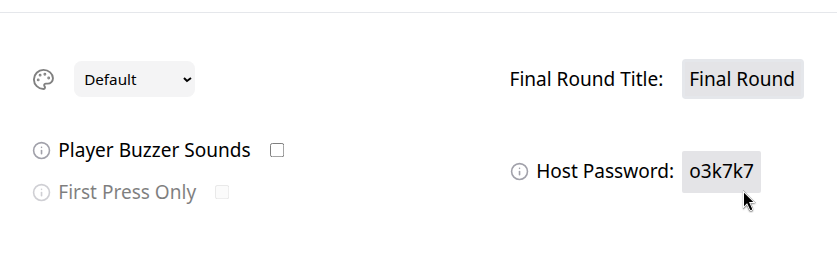 Default
Final Round Title: Final Round
Player Buzzer Sounds
Host Password: o3k7k7
First Press Only